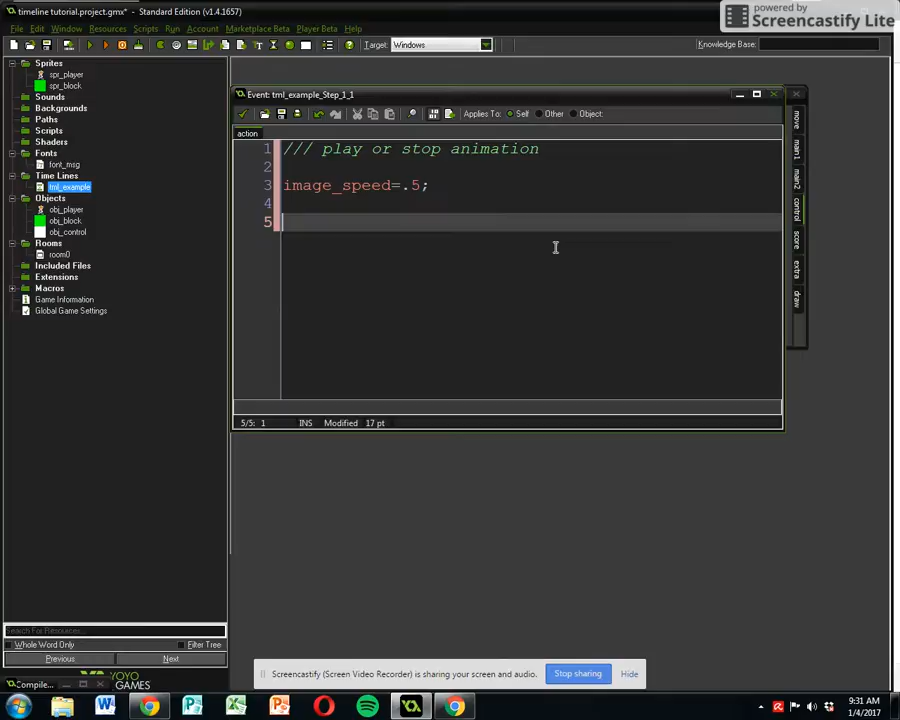 timeline tutorial.project.gmx* - Standard Edition (v1.4.1657)
powered by
Screencastify Lite
File Edit Window Resources Scripts Run Account Marketplace Beta Player Beta Help
Target: Windows
Knowledge Base:
Sprites
spr_player
spr_block
Sounds
Backgrounds
Paths
Scripts
Shaders
Fonts
font_msg
Time Lines
tml_example
Objects
obj_player
obj_block
obj_control
Rooms
room0
Included Files
Extensions
Macros
Game Information
Global Game Settings
Event: tml_example_Step_1_1
Applies To: Self Other Object:
action
1 /// play or stop animation
2
3 image_speed=.5;
4
5
5/5: 1 INS Modified 17 pt
move
main1
main2
control
score
extra
draw
Search For Resources...
Whole Word Only Filter Tree
Previous Next
Compile...
YOYO
GAMES
Screencastify (Screen Video Recorder) is sharing your screen and audio. Stop sharing Hide
9:31 AM
1/4/2017